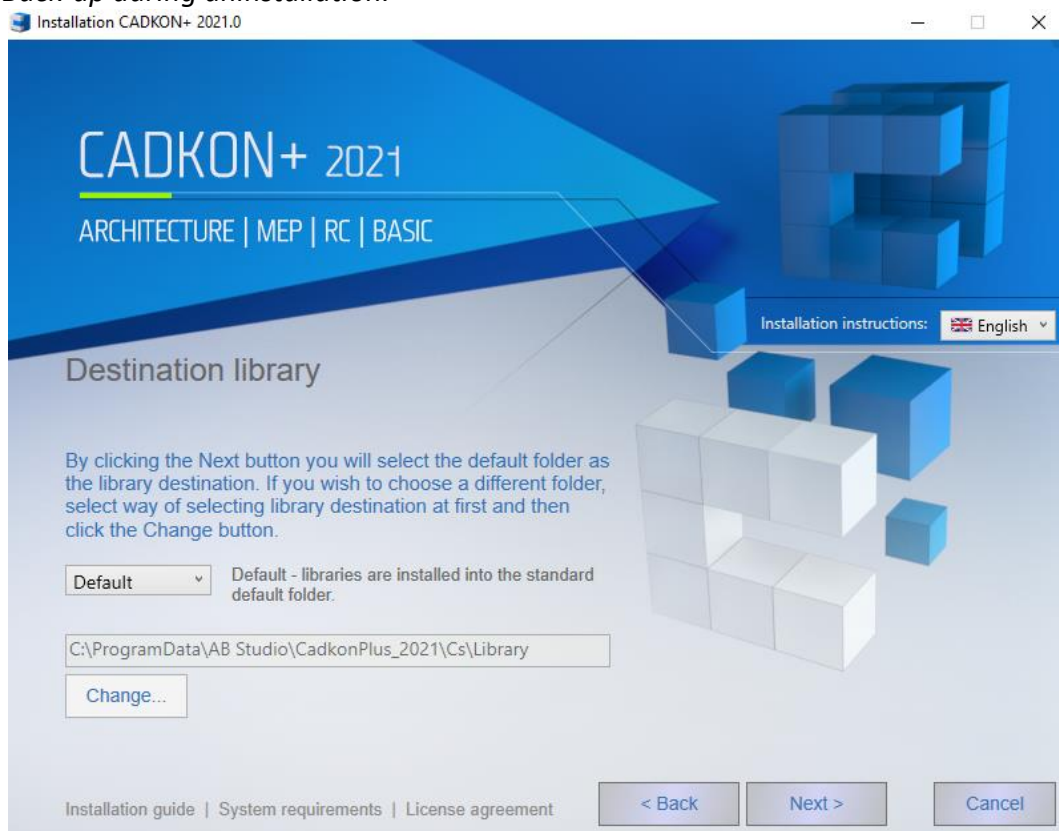 Back up during uninstallation.
Installation CADKON+ 2021.0
CADKON+ 2021
ARCHITECTURE | MEP | RC | BASIC
Installation instructions:
English
Destination library
By clicking the Next button you will select the default folder as
the library destination. If you wish to choose a different folder,
select way of selecting library destination at first and then
click the Change button.
Default
Default - libraries are installed into the standard
default folder.
C:\ProgramData\AB Studio\CadkonPlus_2021\Cs\Library
Change...
Installation guide | System requirements | License agreement
< Back
Next >
Cancel